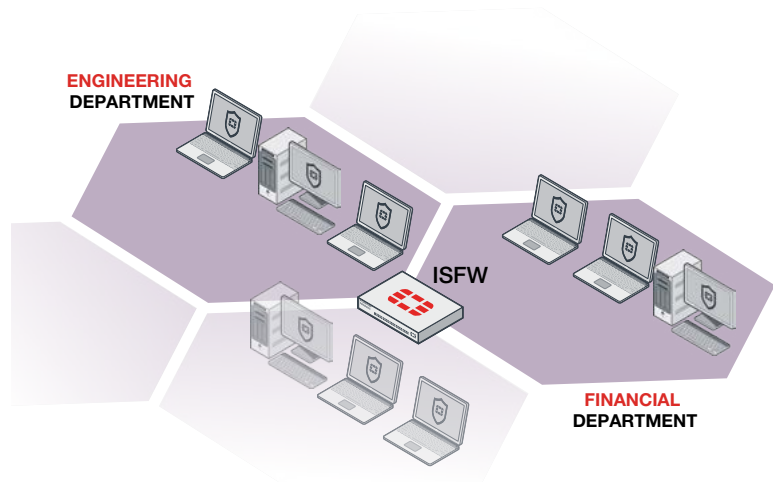 ENGINEERING
DEPARTMENT
ISFW
FINANCIAL
DEPARTMENT